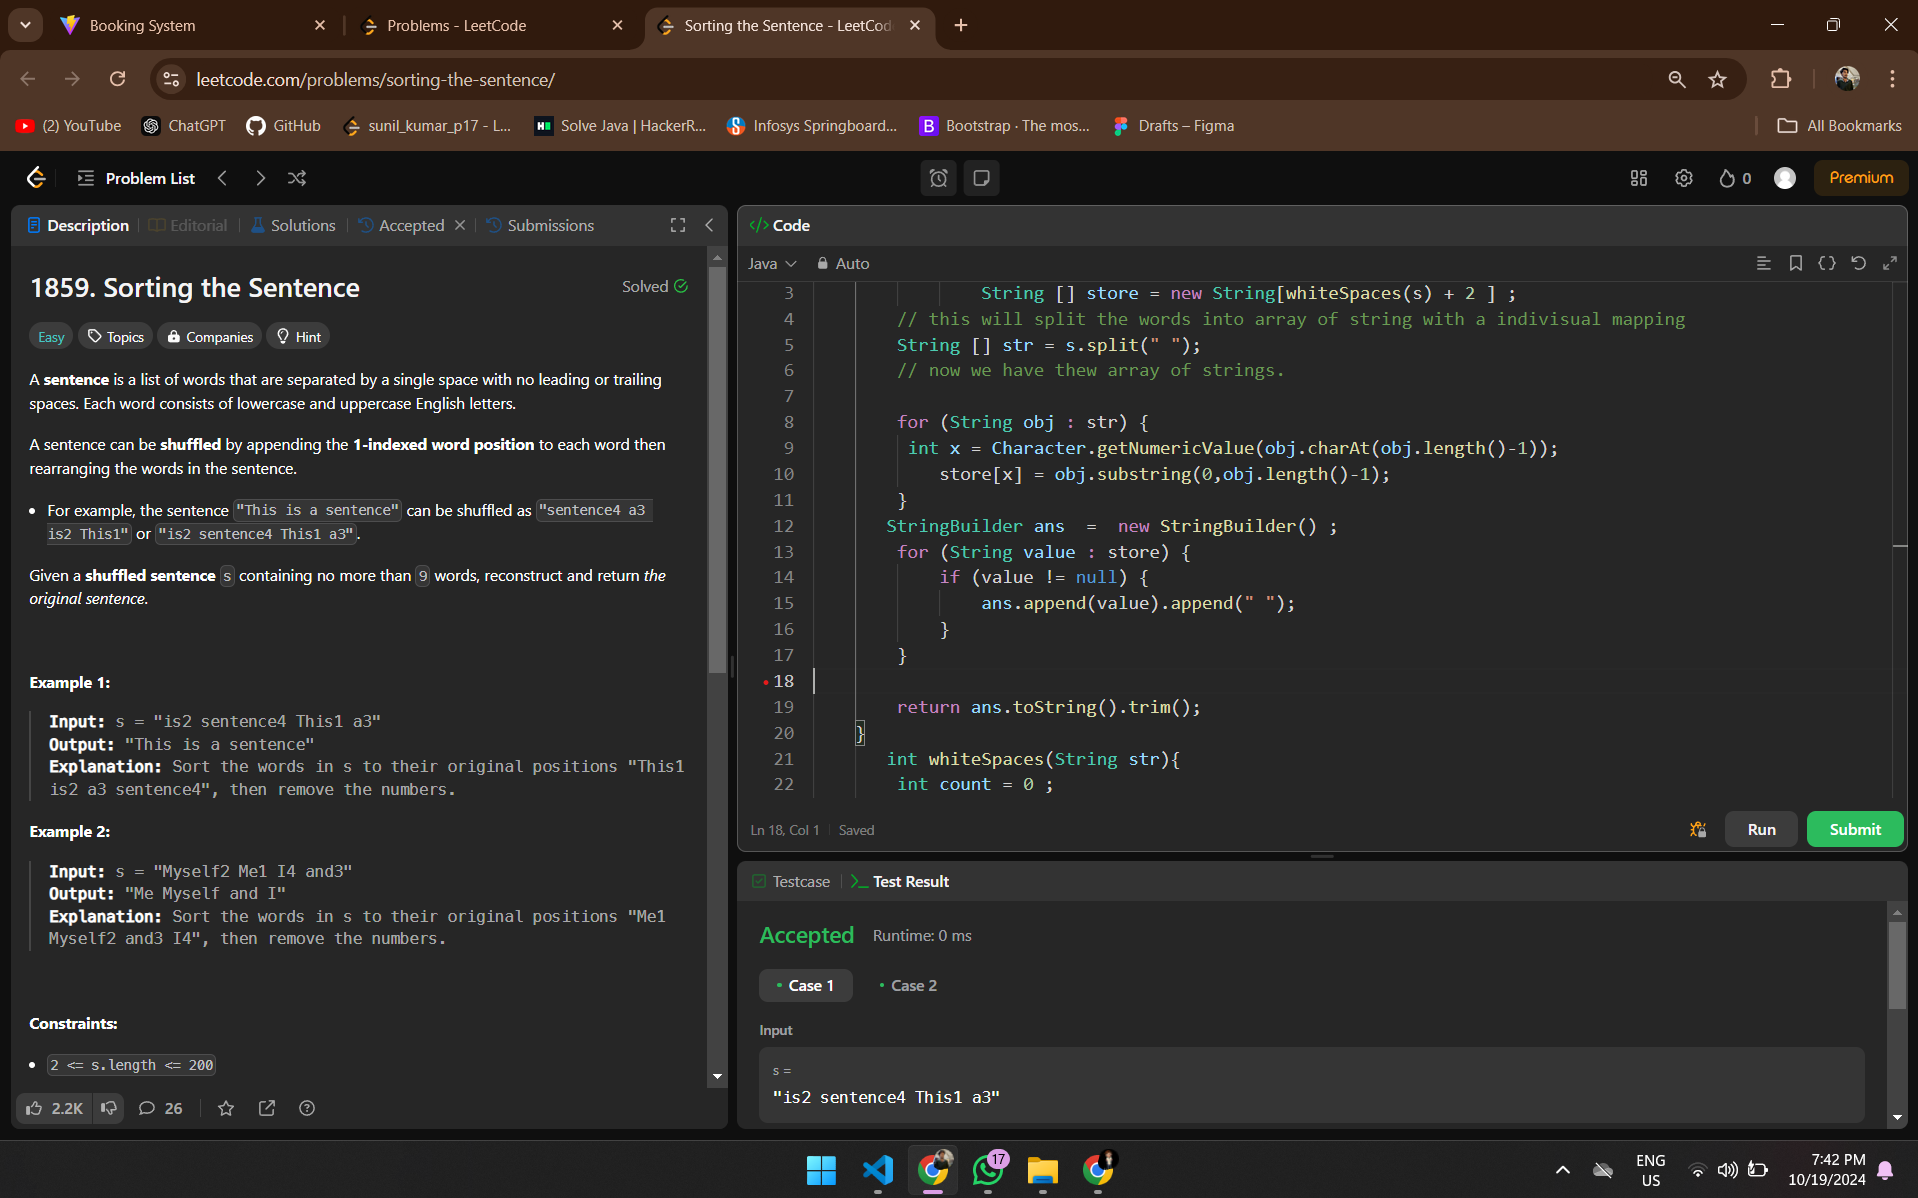 Booking System
Problems - LeetCode
Sorting the Sentence - LeetCod
leetcode.com/problems/sorting-the-sentence/
(2) YouTube
ChatGPT
GitHub
sunil_kumar_p17 - L...
Solve Java | HackerR...
Infosys Springboard...
Bootstrap · The mos...
Drafts – Figma
All Bookmarks
Problem List
0
Premium
Description
Editorial
Solutions
Accepted
Submissions
1859. Sorting the Sentence
Solved
Easy
Topics
Companies
Hint
A sentence is a list of words that are separated by a single space with no leading or trailing
spaces. Each word consists of lowercase and uppercase English letters.
A sentence can be shuffled by appending the 1-indexed word position to each word then
rearranging the words in the sentence.
• For example, the sentence "This is a sentence" can be shuffled as "sentence4 a3
is2 This1" or "is2 sentence4 This1 a3".
Given a shuffled sentence s containing no more than 9 words, reconstruct and return the
original sentence.
Example 1:
Input: s = "is2 sentence4 This1 a3"
Output: "This is a sentence"
Explanation: Sort the words in s to their original positions "This1
is2 a3 sentence4", then remove the numbers.
Example 2:
Input: s = "Myself2 Me1 I4 and3"
Output: "Me Myself and I"
Explanation: Sort the words in s to their original positions "Me1
Myself2 and3 I4", then remove the numbers.
Constraints:
• 2 <= s.length <= 200
2.2K
26
Code
Java
Auto
3 String [] store = new String[whiteSpaces(s) + 2 ] ;
4 // this will split the words into array of string with a indivisual mapping
5 String [] str = s.split(" ");
6 // now we have thew array of strings.
7
8 for (String obj : str) {
9 int x = Character.getNumericValue(obj.charAt(obj.length()-1));
10 store[x] = obj.substring(0,obj.length()-1);
11 }
12 StringBuilder ans = new StringBuilder() ;
13 for (String value : store) {
14 if (value != null) {
15 ans.append(value).append(" ");
16 }
17 }
18
19 return ans.toString().trim();
20 }
21 int whiteSpaces(String str){
22 int count = 0 ;
Ln 18, Col 1
Saved
Run
Submit
Testcase
Test Result
Accepted
Runtime: 0 ms
• Case 1
• Case 2
Input
s =
"is2 sentence4 This1 a3"
17
ENG
US
7:42 PM
10/19/2024